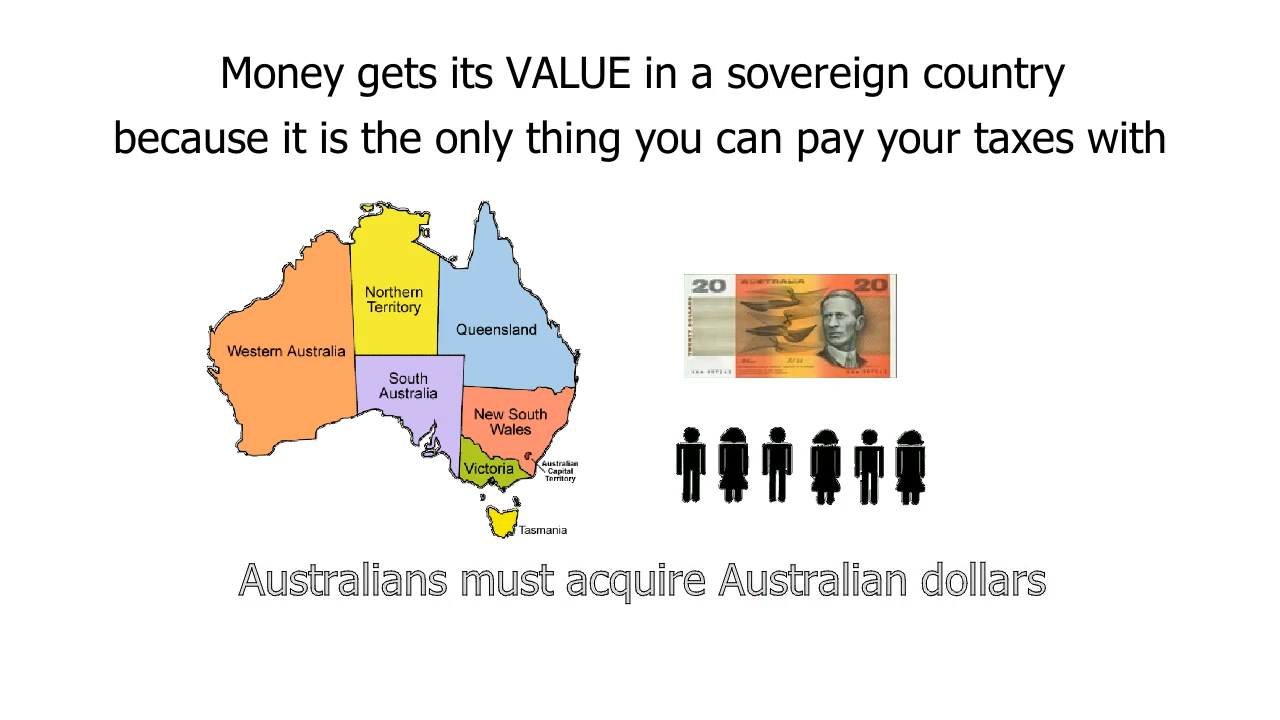 Money gets its VALUE in a sovereign country
because it is the only thing you can pay your taxes with
Northern
Territory
Queensland
Western Australia
South
Australia
New South
Wales
Victoria
Australian
Capital
Territory
Tasmania
20
AUSTRALIA
20
TWENTY DOLLARS
Australians must acquire Australian dollars